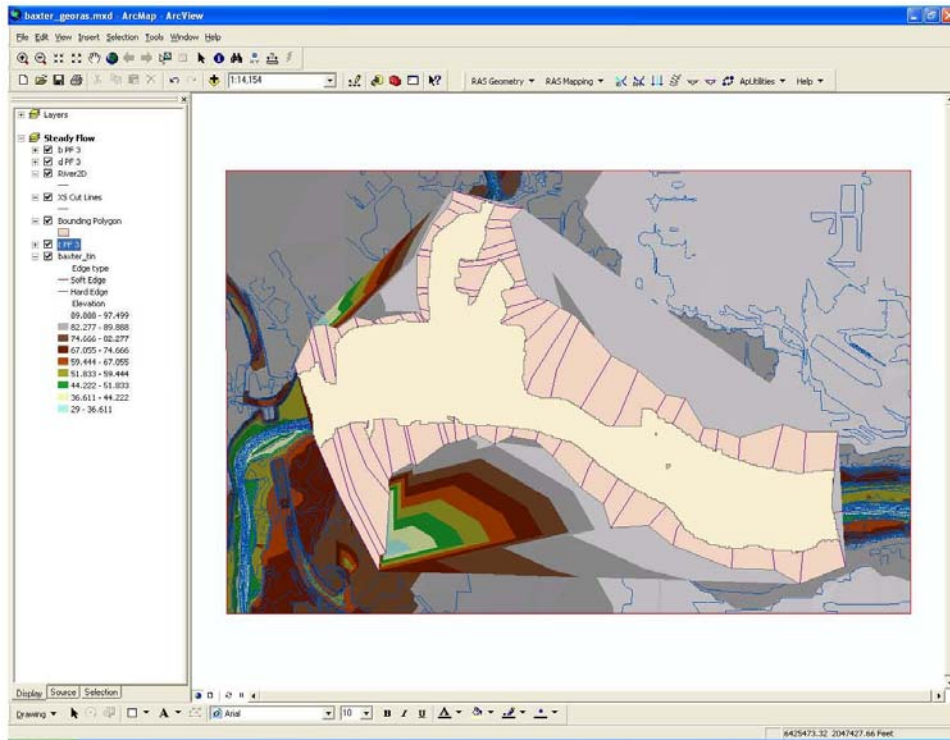 baxter_georas.mxd - ArcMap - ArcView
File Edit View Insert Selection Tools Window Help
1:14,154
RAS Geometry RAS Mapping ApUtilities Help
Layers
Steady Flow
b PF 3
d PF 3
River2D
XS Cut Lines
Bounding Polygon
t PF 3
baxter_tin
Edge type
Soft Edge
Hard Edge
Elevation
89.888 - 97.499
82.277 - 89.888
74.666 - 82.277
67.055 - 74.666
59.444 - 67.055
51.833 - 59.444
44.222 - 51.833
36.611 - 44.222
29 - 36.611
Display Source Selection
Drawing A Arial 10 B I U A
6425473.32 2047427.66 Feet